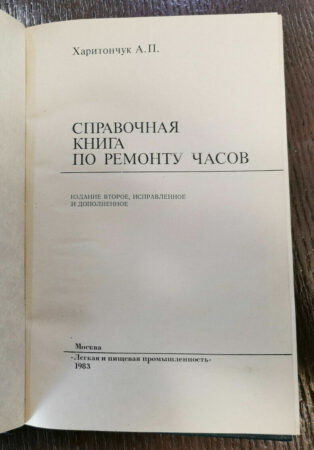 Харитончук А.П.
СПРАВОЧНАЯ
КНИГА
ПО РЕМОНТУ ЧАСОВ
ИЗДАНИЕ ВТОРОЕ, ИСПРАВЛЕННОЕ
И ДОПОЛНЕННОЕ
Москва
«Легкая и пищевая промышленность»
1983